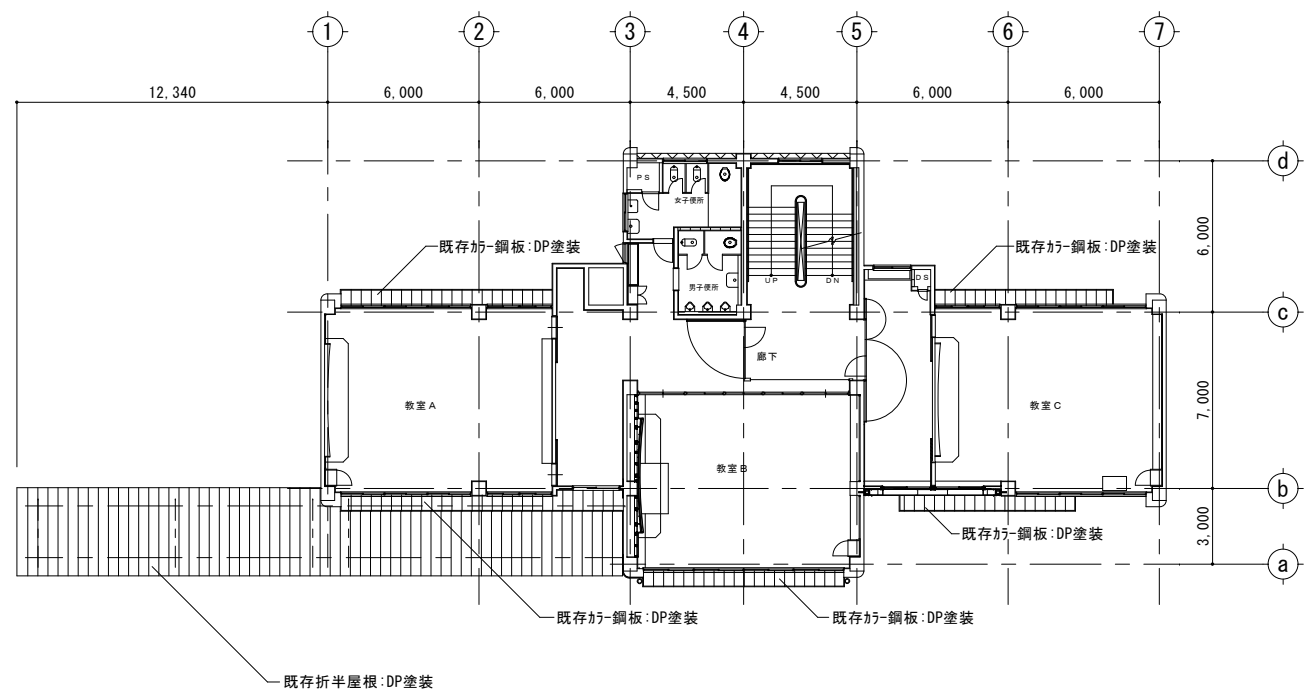 1 2 3 4 5 6 7
12,340 6,000 6,000 4,500 4,500 6,000 6,000
d
PS
女子便所
既存ｶﾗｰ鋼板:DP塗装
既存ｶﾗｰ鋼板:DP塗装
6,000
DS
UP DN
男子便所
c
廊下
教室A
教室C
7,000
教室B
b
既存ｶﾗｰ鋼板:DP塗装
3,000
a
既存ｶﾗｰ鋼板:DP塗装
既存ｶﾗｰ鋼板:DP塗装
既存折半屋根:DP塗装